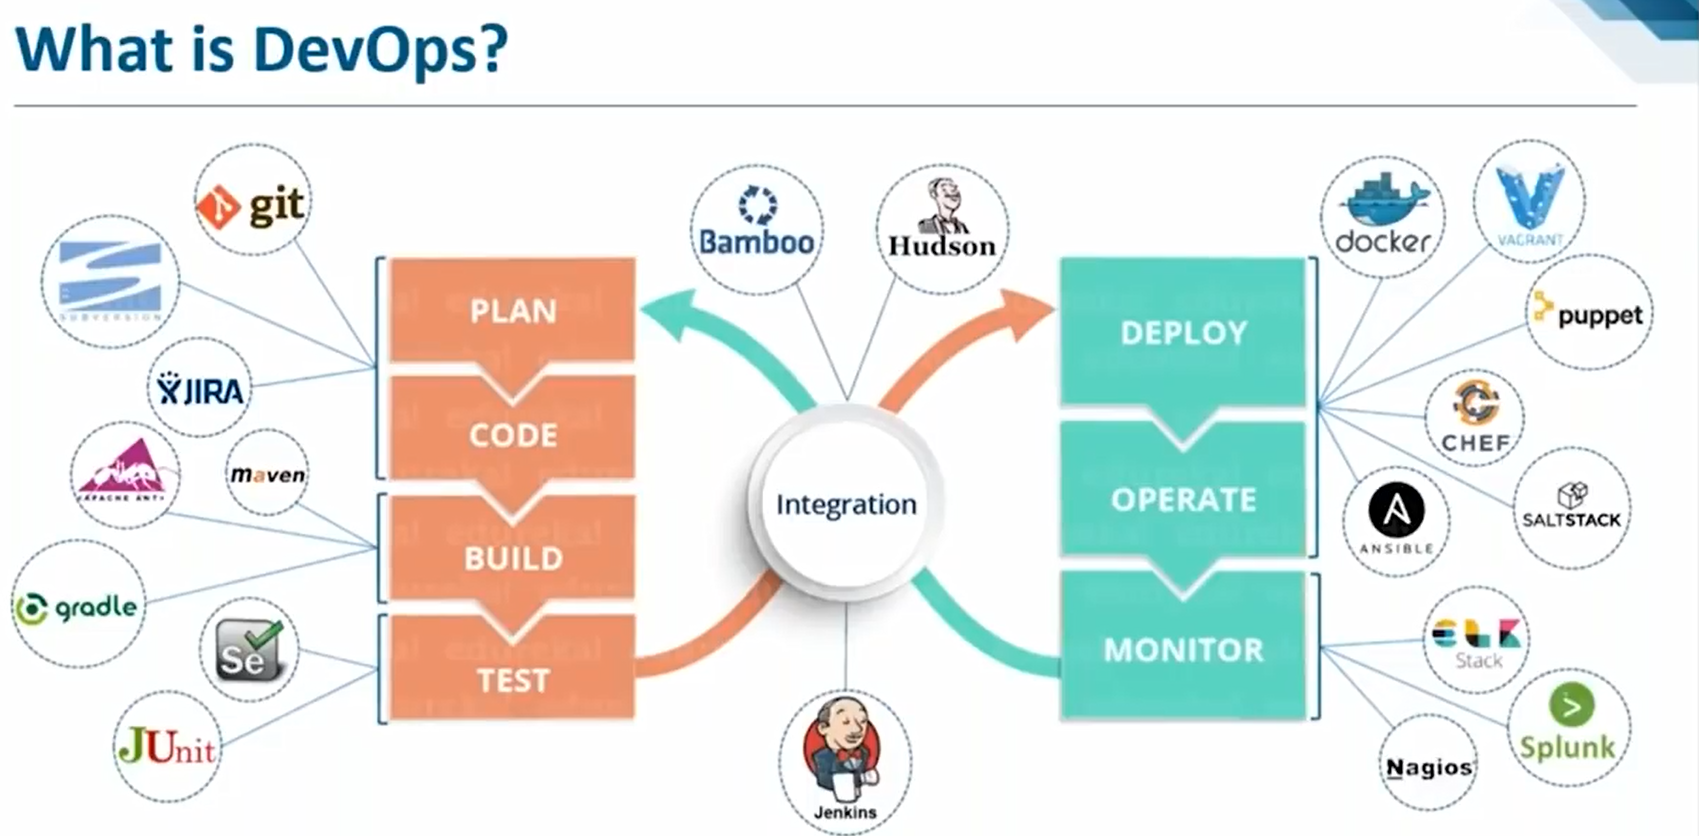 What is DevOps?
git
SUBVERSION
JIRA
APACHE ANT
maven
gradle
Se
JUnit
PLAN
CODE
BUILD
TEST
Bamboo
Hudson
Integration
Jenkins
DEPLOY
OPERATE
MONITOR
docker
VAGRANT
puppet
CHEF
SALTSTACK
ANSIBLE
ELK
Stack
Splunk
Nagios